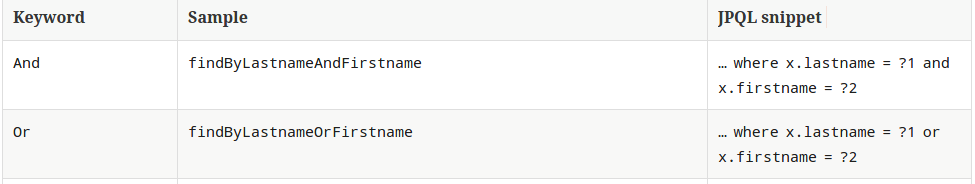 Keyword Sample JPQL snippet
And findByLastnameAndFirstname … where x.lastname = ?1 and
x.firstname = ?2
Or findByLastnameOrFirstname … where x.lastname = ?1 or
x.firstname = ?2